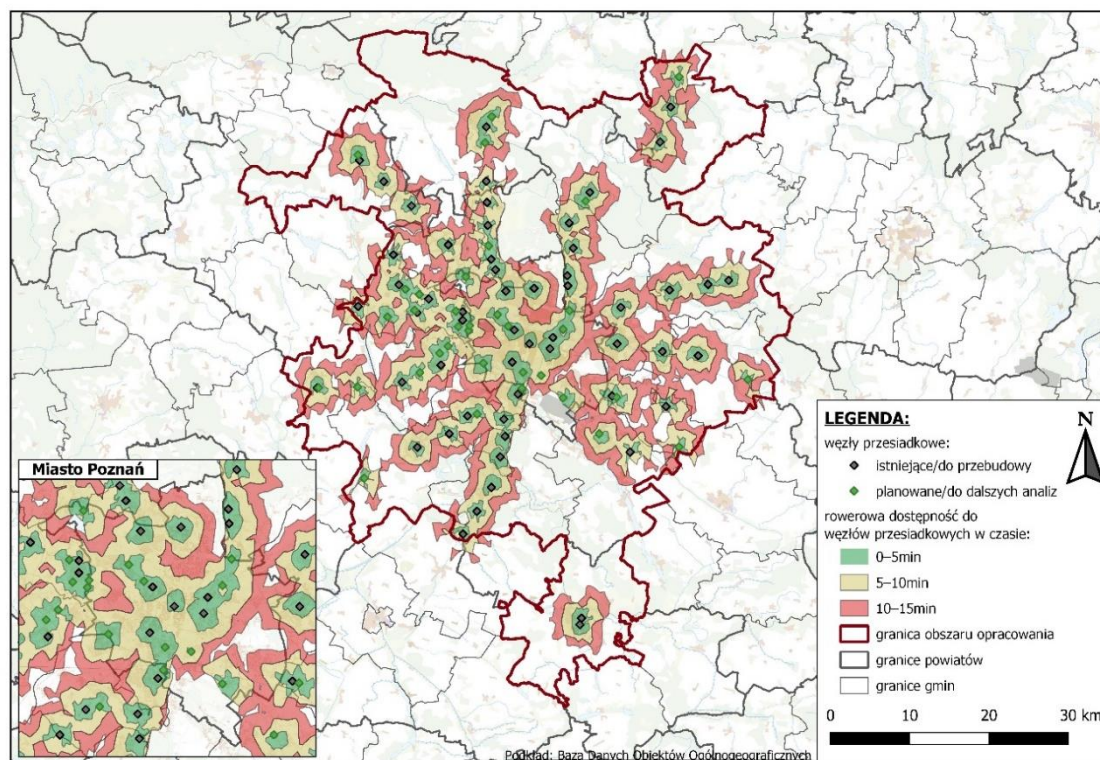 Miasto Poznań
LEGENDA:
N
węzły przesiadkowe:
istniejące/do przebudowy
planowane/do dalszych analiz
rowerowa dostępność do
węzłów przesiadkowych w czasie:
0–5min
5–10min
10–15min
granica obszaru opracowania
granice powiatów
granice gmin
0 10 20 30 km
Podkład: Baza Danych Obiektów Ogólnogeograficznych